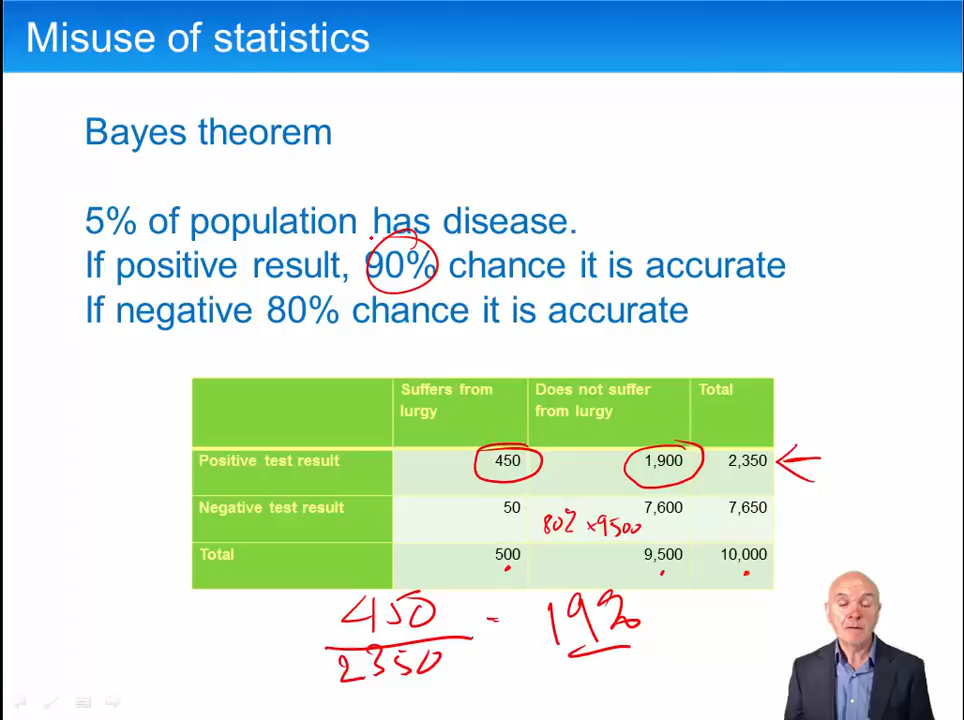 Misuse of statistics
Bayes theorem
5% of population has disease.
If positive result, 90% chance it is accurate
If negative 80% chance it is accurate
Suffers from lurgy Does not suffer from lurgy Total
Positive test result 450 1,900 2,350
Negative test result 50 7,600 7,650
80% ×9500
Total 500 9,500 10,000
450
2350
= 19%